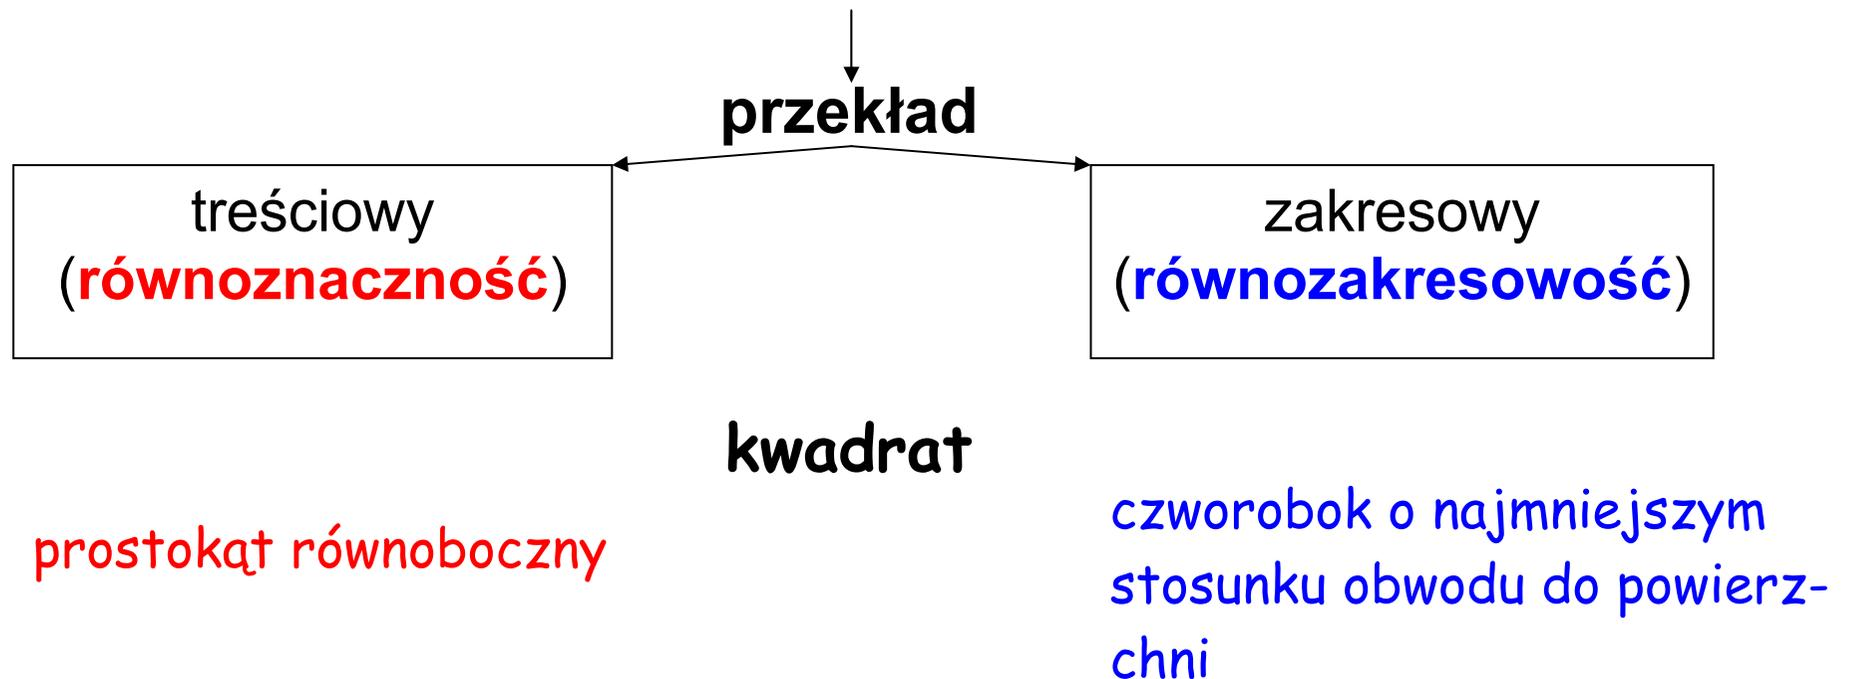 przekład
treściowy
(równoznaczność)
zakresowy
(równozakresowość)
kwadrat
prostokąt równoboczny
czworobok o najmniejszym
stosunku obwodu do powierz-
chni